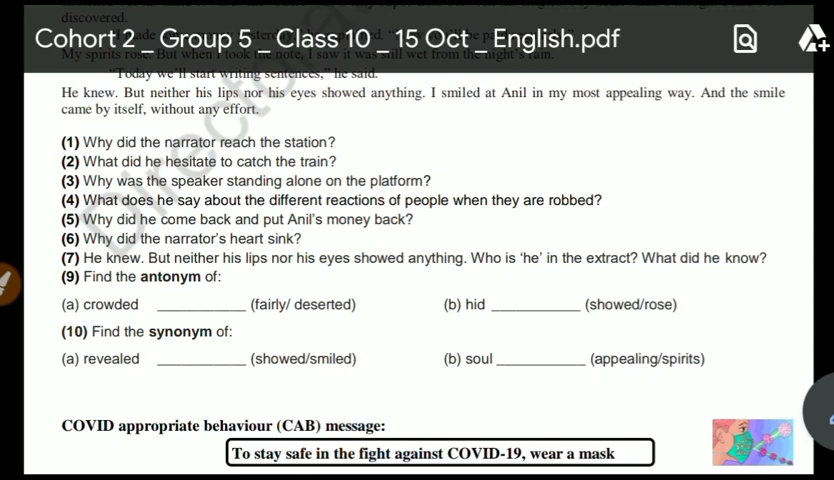 discovered.
Cohort 2 _ Group 5 _ Class 10 _ 15 Oct _ English.pdf
My spirits rose. But when I took the note, I saw it was still wet from the night's rain.
"Today we'll start writing sentences," he said.
He knew. But neither his lips nor his eyes showed anything. I smiled at Anil in my most appealing way. And the smile
came by itself, without any effort.
(1) Why did the narrator reach the station?
(2) What did he hesitate to catch the train?
(3) Why was the speaker standing alone on the platform?
(4) What does he say about the different reactions of people when they are robbed?
(5) Why did he come back and put Anil's money back?
(6) Why did the narrator's heart sink?
(7) He knew. But neither his lips nor his eyes showed anything. Who is 'he' in the extract? What did he know?
(9) Find the antonym of:
(a) crowded ___________ (fairly/ deserted) (b) hid ___________ (showed/rose)
(10) Find the synonym of:
(a) revealed ___________ (showed/smiled) (b) soul ___________ (appealing/spirits)
COVID appropriate behaviour (CAB) message:
To stay safe in the fight against COVID-19, wear a mask